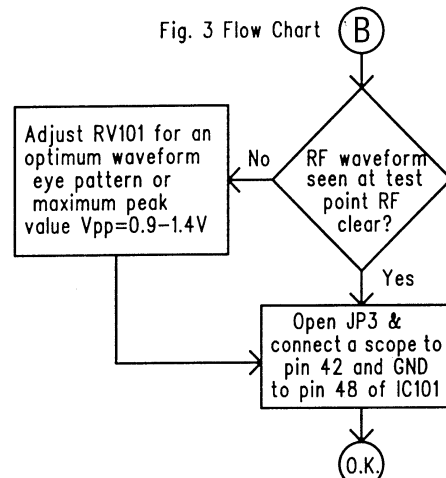 Fig. 3 Flow Chart
B
Adjust RV101 for an
optimum waveform
eye pattern or
maximum peak
value Vpp=0.9-1.4V
No
RF waveform
seen at test
point RF
clear?
Yes
Open JP3 &
connect a scope to
pin 42 and GND
to pin 48 of IC101
O.K.